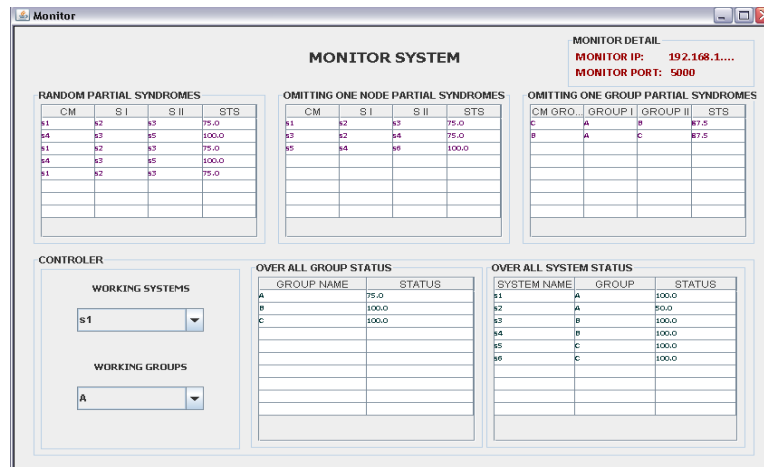 Monitor
MONITOR SYSTEM
MONITOR DETAIL
MONITOR IP: 192.168.1....
MONITOR PORT: 5000
RANDOM PARTIAL SYNDROMES
CM S I S II STS
s1 s2 s3 75.0
s4 s3 s5 100.0
s1 s2 s3 75.0
s4 s3 s5 100.0
s1 s2 s3 75.0
OMITTING ONE NODE PARTIAL SYNDROMES
CM S I S II STS
s1 s2 s3 75.0
s3 s2 s4 75.0
s5 s4 s6 100.0
OMITTING ONE GROUP PARTIAL SYNDROMES
CM GRO... GROUP I GROUP II STS
C A B 87.5
B A C 87.5
CONTROLER
WORKING SYSTEMS
s1
WORKING GROUPS
A
OVER ALL GROUP STATUS
GROUP NAME STATUS
A 75.0
B 100.0
C 100.0
OVER ALL SYSTEM STATUS
SYSTEM NAME GROUP STATUS
s1 A 100.0
s2 A 50.0
s3 B 100.0
s4 B 100.0
s5 C 100.0
s6 C 100.0